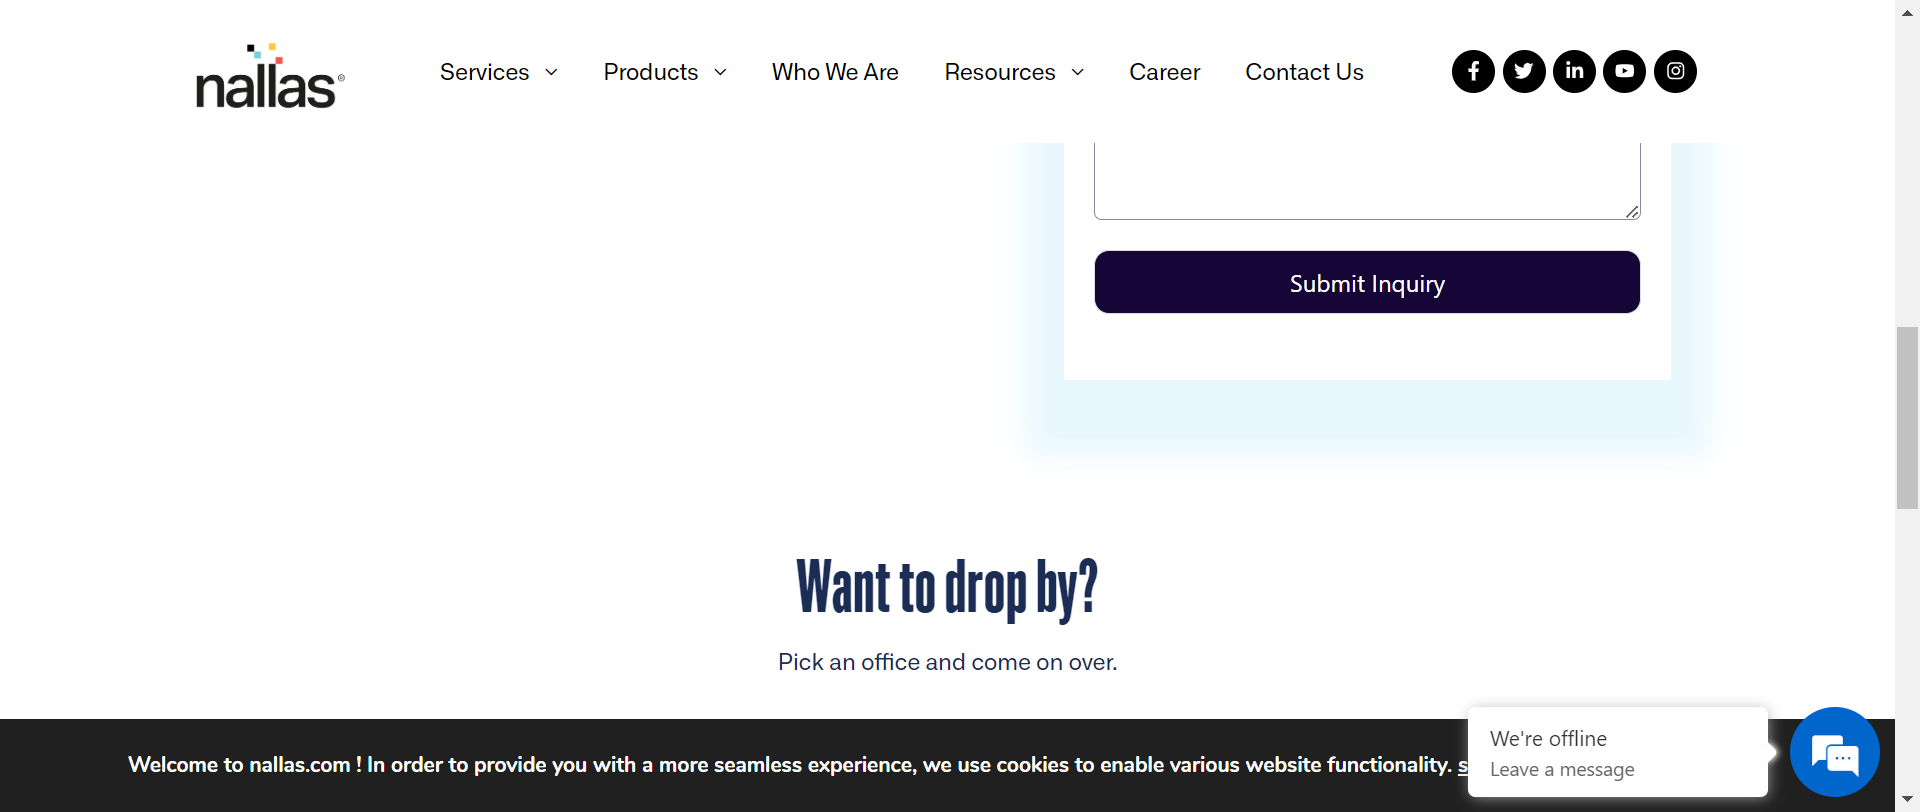 nallas®
Services
Products
Who We Are
Resources
Career
Contact Us
Submit Inquiry
Want to drop by?
Pick an office and come on over.
Welcome to nallas.com ! In order to provide you with a more seamless experience, we use cookies to enable various website functionality.
We're offline
Leave a message